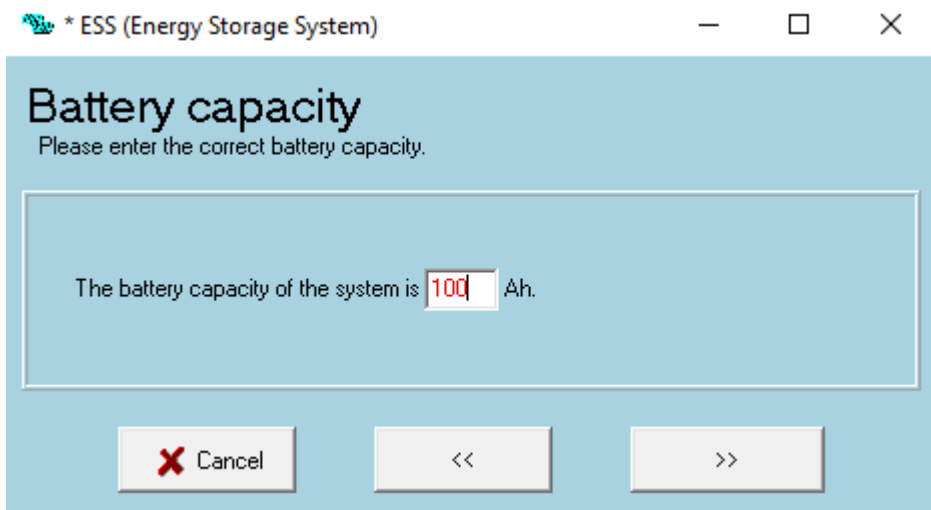 * ESS (Energy Storage System)
Battery capacity
Please enter the correct battery capacity.
The battery capacity of the system is 100 Ah.
Cancel << >>